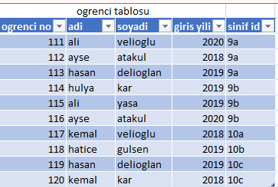 ogrenci tablosu
ogrenci no adi soyadi giris yili sinif id
111 ali velioglu 2020 9a
112 ayse atakul 2018 9a
113 hasan delioglan 2019 9a
114 hulya kar 2019 9b
115 ali yasa 2019 9b
116 ayse atakul 2020 9b
117 kemal velioglu 2018 10a
118 hatice gulsen 2019 10b
119 hasan delioglan 2019 10c
120 kemal kar 2018 10c